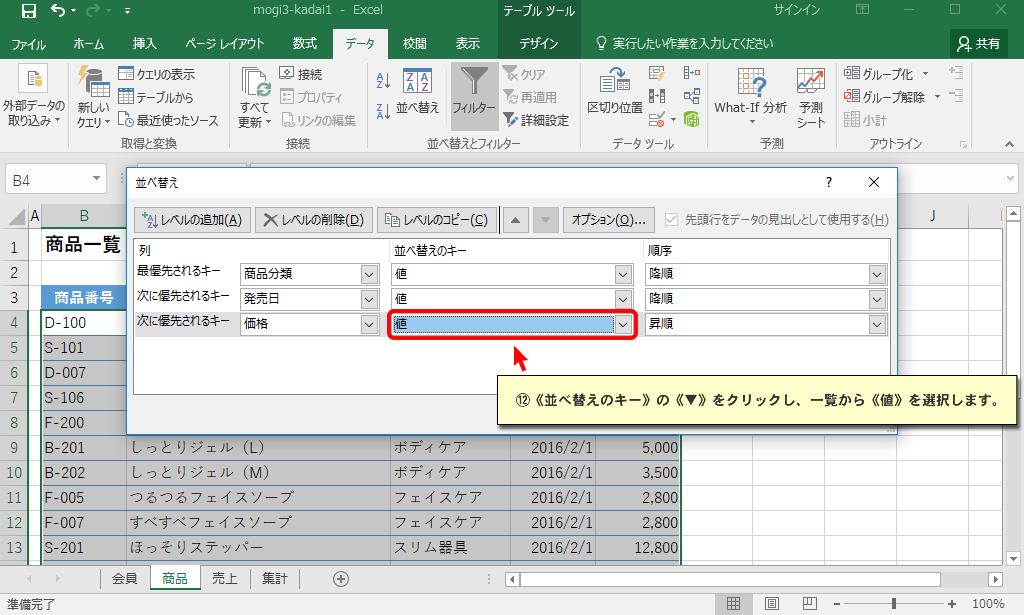 mogi3-kadai1 - Excel
テーブル ツール
サインイン
ファイル ホーム 挿入 ページ レイアウト 数式 データ 校閲 表示 デザイン 実行したい作業を入力してください 共有
外部データの
取り込み
新しい
クエリ
クエリの表示
テーブルから
最近使ったソース
取得と変換
すべて
更新
接続
プロパティ
リンクの編集
接続
並べ替え
フィルター
クリア
再適用
詳細設定
並べ替えとフィルター
区切り位置
データ ツール
What-If 分析
予測
シート
予測
グループ化
グループ解除
小計
アウトライン
B4
並べ替え
? ×
レベルの追加(A) レベルの削除(D) レベルのコピー(C) オプション(O)... 先頭行をデータの見出しとして使用する(H)
列 並べ替えのキー 順序
最優先されるキー 商品分類 値 降順
次に優先されるキー 発売日 値 降順
次に優先されるキー 価格 値 昇順
⑫《並べ替えのキー》の《▼》をクリックし、一覧から《値》を選択します。
A B J
1 商品一覧
2
3 商品番号
4 D-100
5 S-101
6 D-007
7 S-106
8 F-200
9 B-201 しっとりジェル（L） ボディケア 2016/2/1 5,000
10 B-202 しっとりジェル（M） ボディケア 2016/2/1 3,500
11 F-005 つるつるフェイスソープ フェイスケア 2016/2/1 2,800
12 F-007 すべすべフェイスソープ フェイスケア 2016/2/1 2,800
13 S-201 ほっそりステッパー スリム器具 2016/2/1 12,800
会員 商品 売上 集計
準備完了
100%